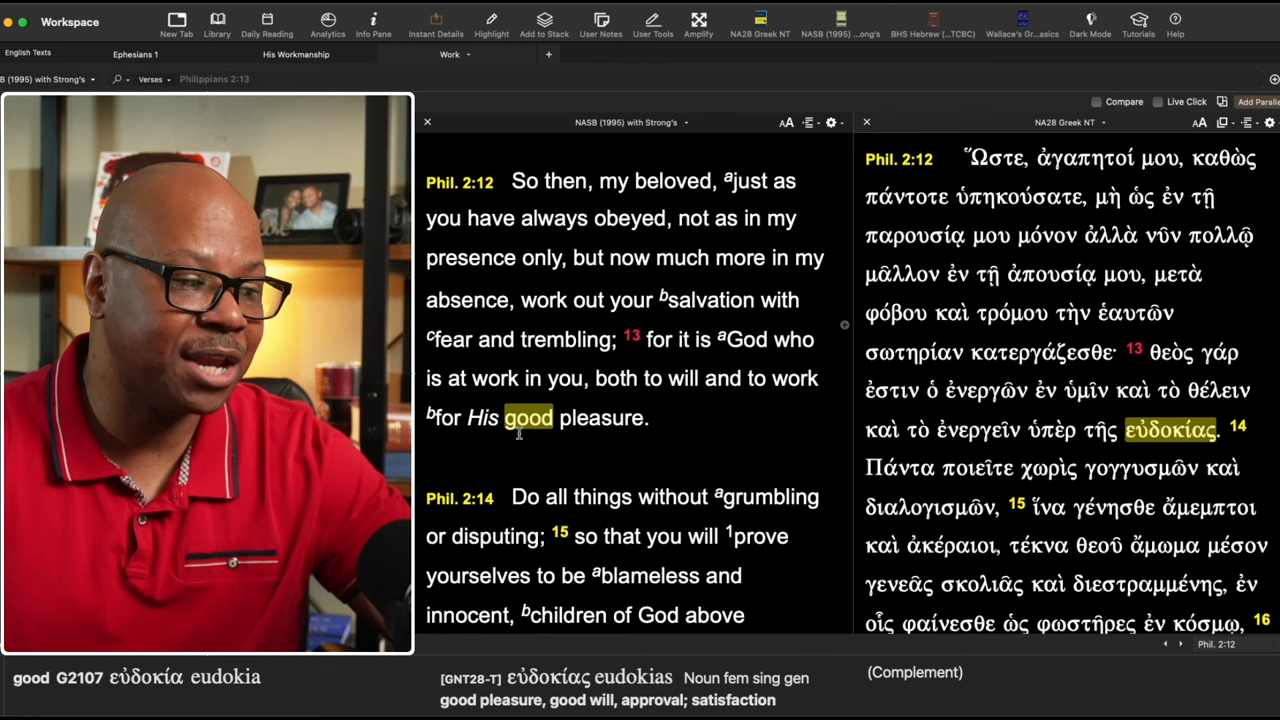 Workspace
New Tab
Library
Daily Reading
Analytics
Info Pane
Instant Details
Highlight
Add to Stack
User Notes
User Tools
Amplify
NA28 Greek NT
NASB (1995) ...ong's
BHS Hebrew (...TCBC)
Wallace's Gr...asics
Dark Mode
Tutorials
Help
English Texts
Ephesians 1
His Workmanship
Work
B (1995) with Strong's
Verses
Philippians 2:13
Compare
Live Click
Add Paralle
NASB (1995) with Strong's
Phil. 2:12 So then, my beloved, ajust as
you have always obeyed, not as in my
presence only, but now much more in my
absence, work out your bsalvation with
cfear and trembling; 13 for it is aGod who
is at work in you, both to will and to work
bfor His good pleasure.
Phil. 2:14 Do all things without agrumbling
or disputing; 15 so that you will 1prove
yourselves to be ablameless and
innocent, bchildren of God above
NA28 Greek NT
Phil. 2:12 Ὥστε, ἀγαπητοί μου, καθὼς
πάντοτε ὑπηκούσατε, μὴ ὡς ἐν τῇ
παρουσίᾳ μου μόνον ἀλλὰ νῦν πολλῷ
μᾶλλον ἐν τῇ ἀπουσίᾳ μου, μετὰ
φόβου καὶ τρόμου τὴν ἑαυτῶν
σωτηρίαν κατεργάζεσθε· 13 θεὸς γάρ
ἐστιν ὁ ἐνεργῶν ἐν ὑμῖν καὶ τὸ θέλειν
καὶ τὸ ἐνεργεῖν ὑπὲρ τῆς εὐδοκίας. 14
Πάντα ποιεῖτε χωρὶς γογγυσμῶν καὶ
διαλογισμῶν, 15 ἵνα γένησθε ἄμεμπτοι
καὶ ἀκέραιοι, τέκνα θεοῦ ἄμωμα μέσον
γενεᾶς σκολιᾶς καὶ διεστραμμένης, ἐν
οἷς φαίνεσθε ὡς φωστῆρες ἐν κόσμῳ, 16
Phil. 2:12
good G2107 εὐδοκία eudokia
[GNT28-T] εὐδοκίας eudokias Noun fem sing gen
good pleasure, good will, approval; satisfaction
(Complement)